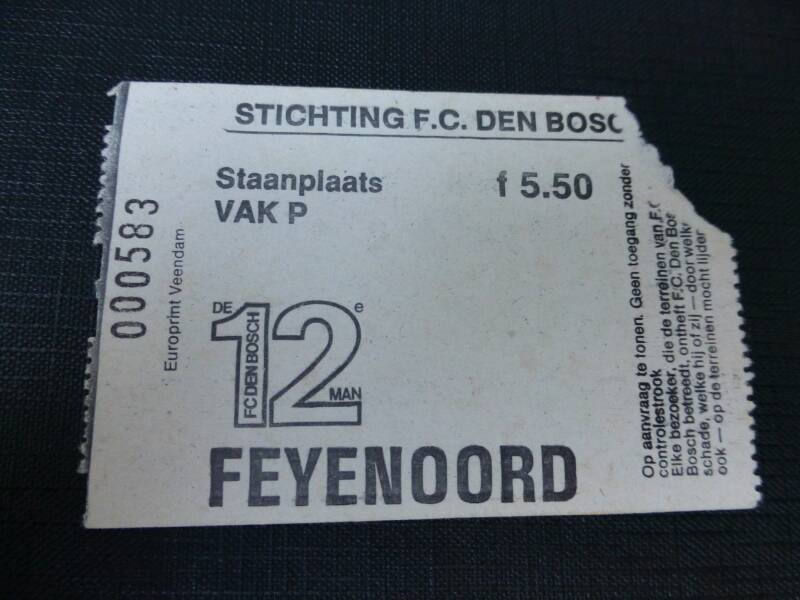 STICHTING F.C. DEN BOSC
Staanplaats f 5.50
VAK P
000583
Europrint Veendam
DE 12e MAN
FC DEN BOSCH
FEYENOORD
Op aanvraag te tonen. Geen toegang zonder
controlestrook
Elke bezoeker, die de terreinen van F.C
Bosch betreedt, ontheft F.C. Den Bos
schade, welke hij of zij — door welk
ook — op de terreinen mocht lijden